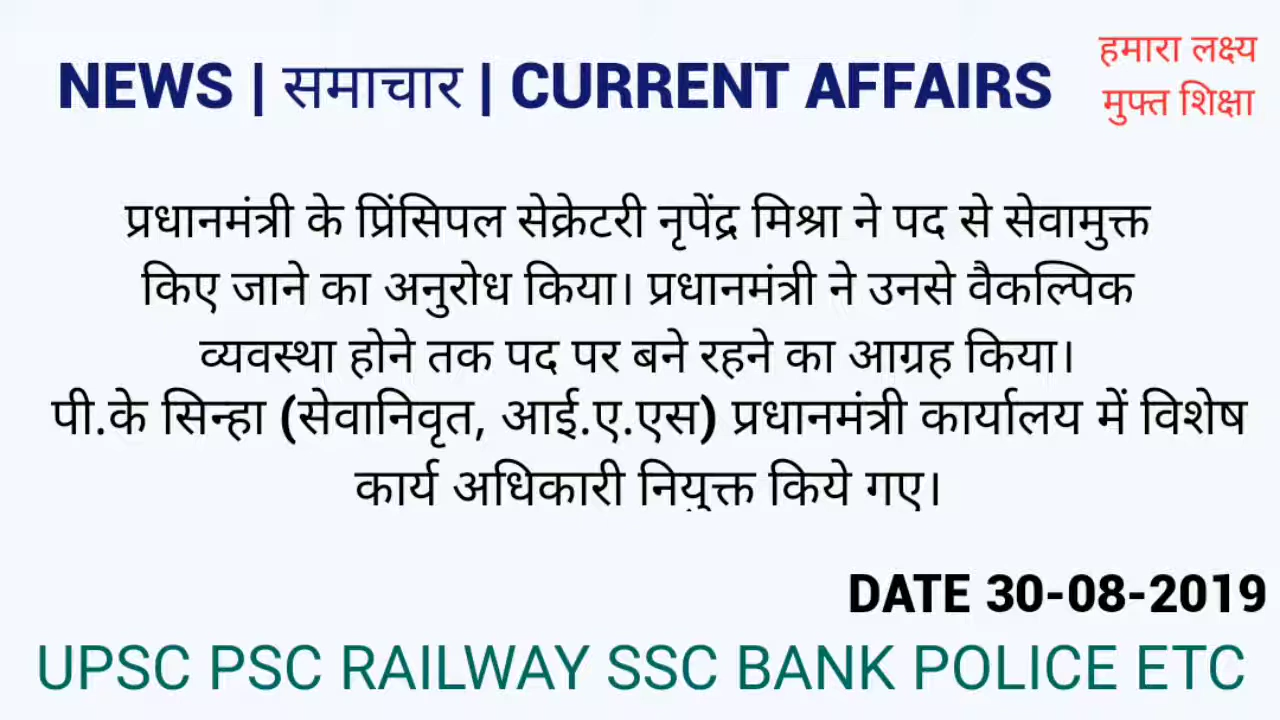 NEWS | समाचार | CURRENT AFFAIRS
हमारा लक्ष्य
मुफ्त शिक्षा
प्रधानमंत्री के प्रिंसिपल सेक्रेटरी नृपेंद्र मिश्रा ने पद से सेवामुक्त
किए जाने का अनुरोध किया। प्रधानमंत्री ने उनसे वैकल्पिक
व्यवस्था होने तक पद पर बने रहने का आग्रह किया।
पी.के सिन्हा (सेवानिवृत, आई.ए.एस) प्रधानमंत्री कार्यालय में विशेष
कार्य अधिकारी नियुक्त किये गए।
DATE 30-08-2019
UPSC PSC RAILWAY SSC BANK POLICE ETC